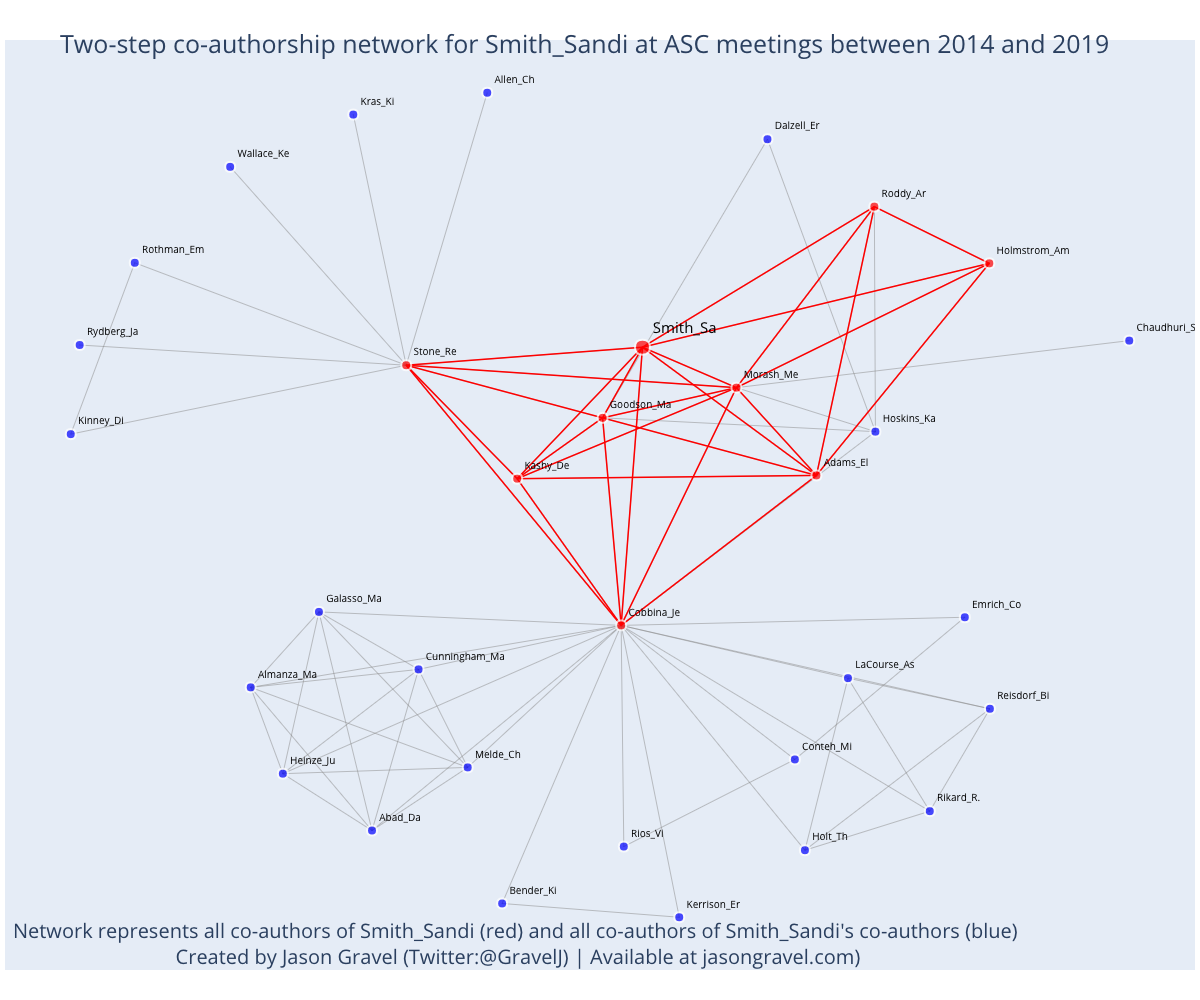 Two-step co-authorship network for Smith_Sandi at ASC meetings between 2014 and 2019
Allen_Ch
Kras_Ki
Dalzell_Er
Wallace_Ke
Roddy_Ar
Rothman_Em
Holmstrom_Am
Smith_Sa
Chaudhuri_S
Rydberg_Ja
Stone_Re
Morash_Me
Goodson_Ma
Kinney_Di
Hoskins_Ka
Kashy_De
Adams_El
Galasso_Ma
Cobbina_Je
Emrich_Co
Cunningham_Ma
LaCourse_As
Almanza_Ma
Reisdorf_Bi
Conteh_Mi
Melde_Ch
Heinze_Ju
Rikard_R.
Abad_Da
Rios_Vi
Holt_Th
Bender_Ki
Kerrison_Er
Network represents all co-authors of Smith_Sandi (red) and all co-authors of Smith_Sandi's co-authors (blue)
Created by Jason Gravel (Twitter:@GravelJ) | Available at jasongravel.com)